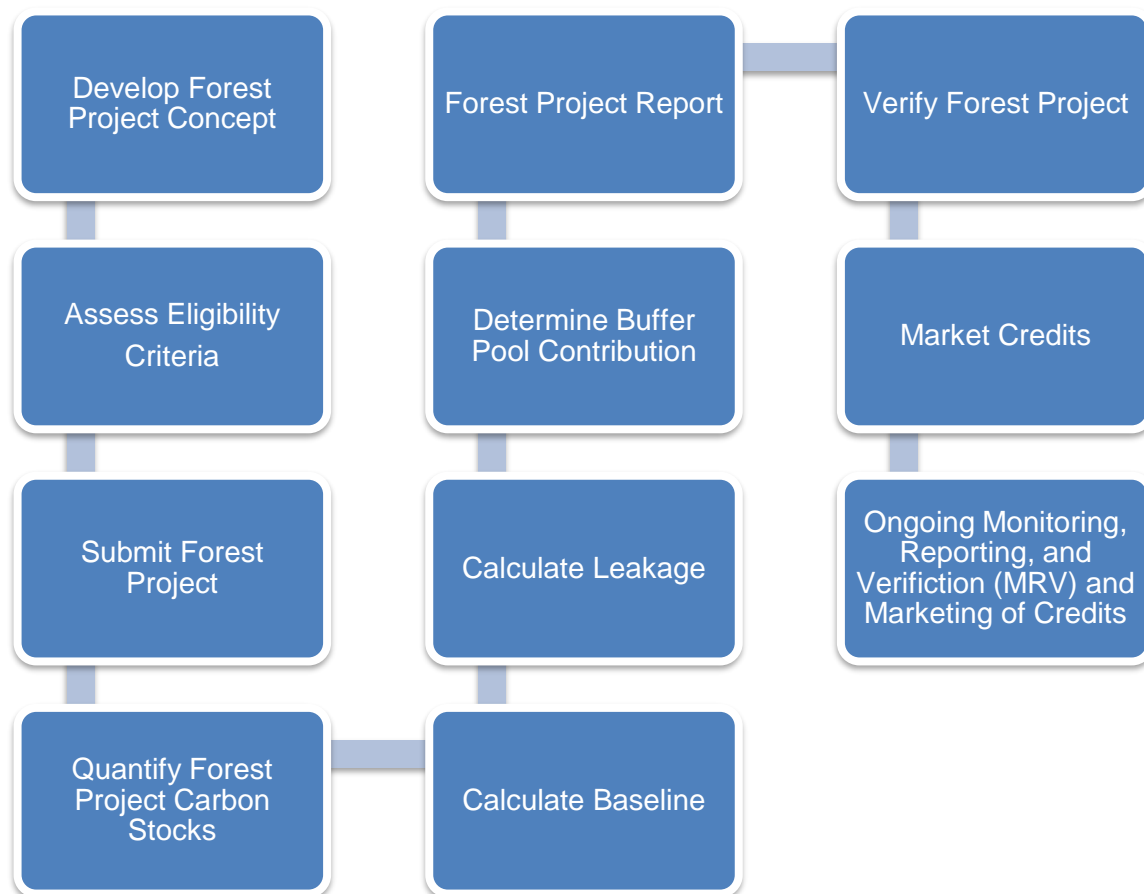 Develop Forest
Project Concept
Assess Eligibility
Criteria
Submit Forest
Project
Quantify Forest
Project Carbon
Stocks
Calculate Baseline
Calculate Leakage
Determine Buffer
Pool Contribution
Forest Project Report
Verify Forest Project
Market Credits
Ongoing Monitoring,
Reporting, and
Verifiction (MRV) and
Marketing of Credits